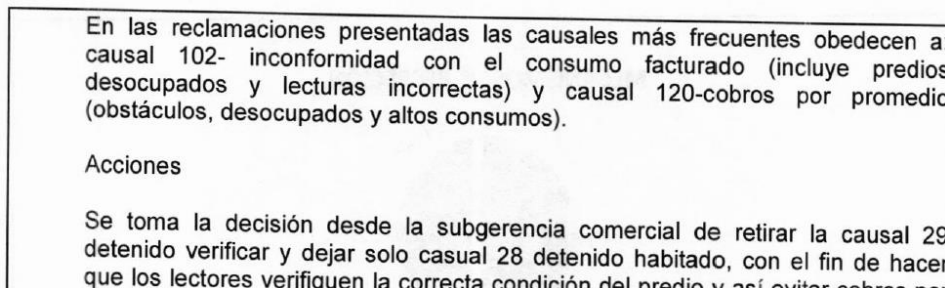 En las reclamaciones presentadas las causales más frecuentes obedecen a
causal 102- inconformidad con el consumo facturado (incluye predios
desocupados y lecturas incorrectas) y causal 120-cobros por promedio
(obstáculos, desocupados y altos consumos).
Acciones
Se toma la decisión desde la subgerencia comercial de retirar la causal 29
detenido verificar y dejar solo casual 28 detenido habitado, con el fin de hacer
que los lectores verifiquen la correcta condición del predio y así evitar cobros por